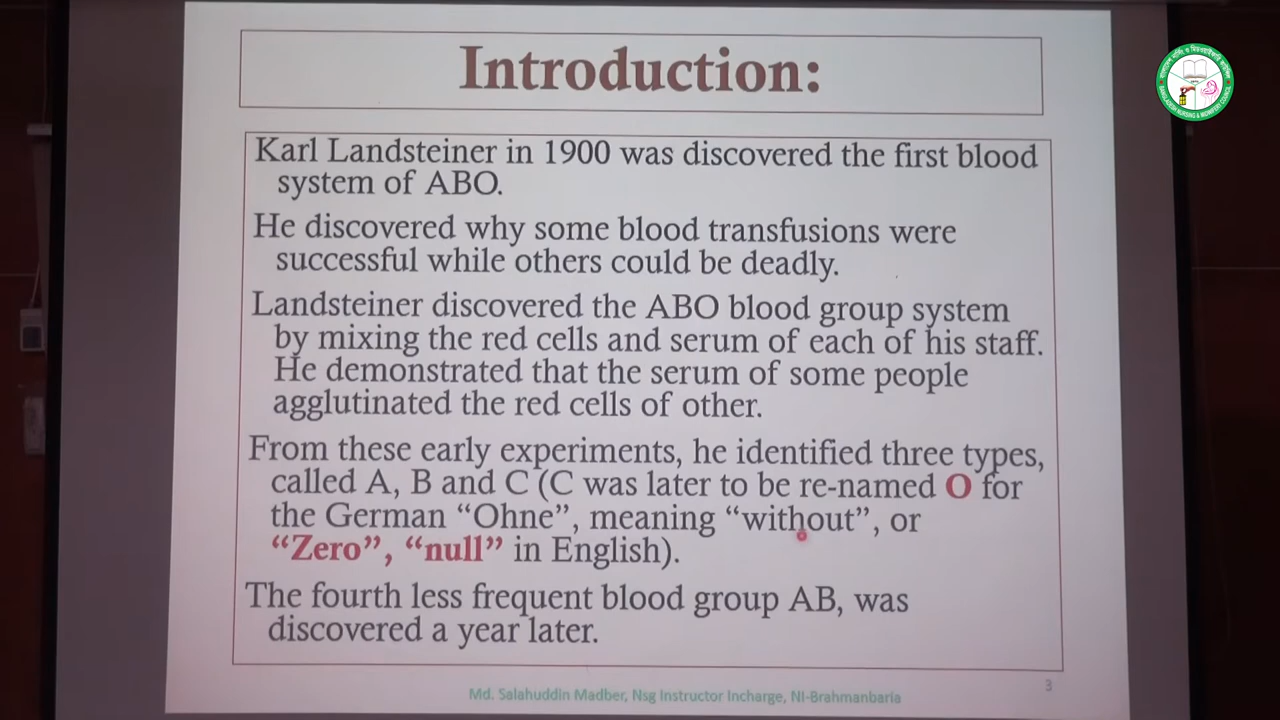 Introduction:
Karl Landsteiner in 1900 was discovered the first blood
system of ABO.
He discovered why some blood transfusions were
successful while others could be deadly.
Landsteiner discovered the ABO blood group system
by mixing the red cells and serum of each of his staff.
He demonstrated that the serum of some people
agglutinated the red cells of other.
From these early experiments, he identified three types,
called A, B and C (C was later to be re-named O for
the German “Ohne”, meaning “without”, or
“Zero”, “null” in English).
The fourth less frequent blood group AB, was
discovered a year later.
Md. Salahuddin Madber, Nsg Instructor Incharge, NI-Brahmanbaria
3
BANGLADESH NURSING & MIDWIFERY COUNCIL